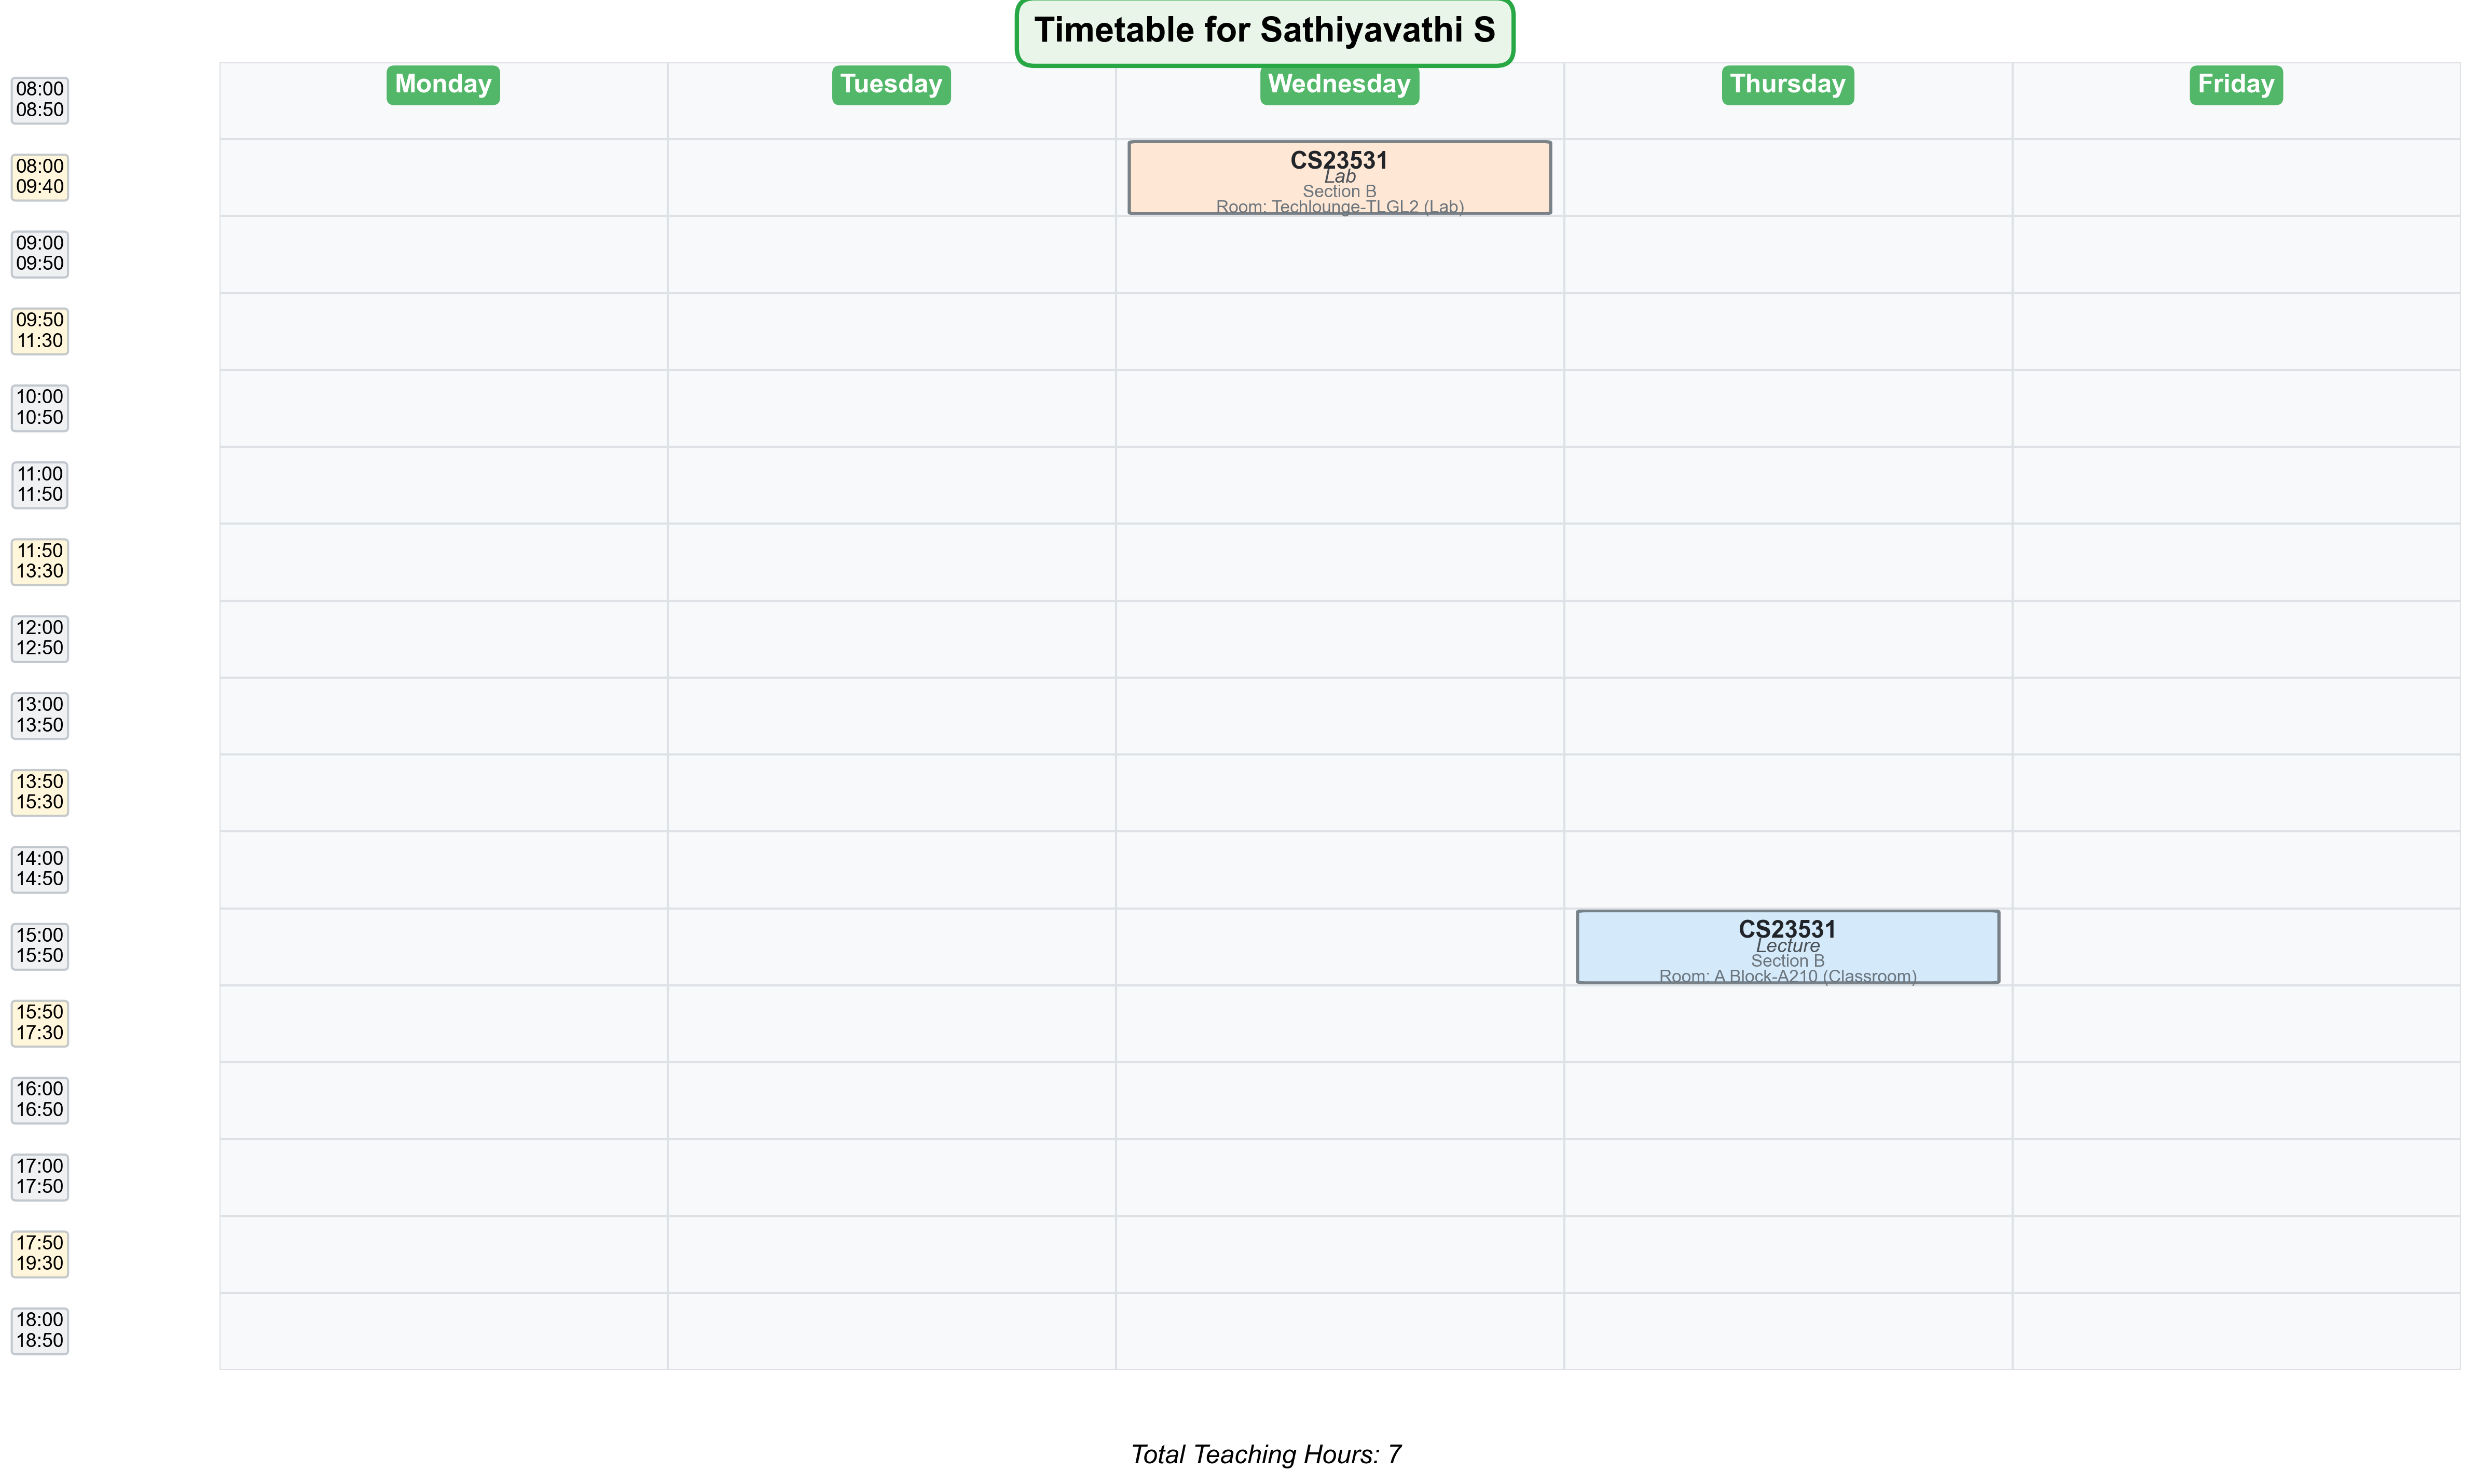 Timetable for Sathiyavathi S
Monday
Tuesday
Wednesday
Thursday
Friday
08:00
08:50
08:00
09:40
CS23531
Lab
Section B
Room: Techlounge-TLGL2 (Lab)
09:00
09:50
09:50
11:30
10:00
10:50
11:00
11:50
11:50
13:30
12:00
12:50
13:00
13:50
13:50
15:30
14:00
14:50
15:00
15:50
CS23531
Lecture
Section B
Room: A Block-A210 (Classroom)
15:50
17:30
16:00
16:50
17:00
17:50
17:50
19:30
18:00
18:50
Total Teaching Hours: 7